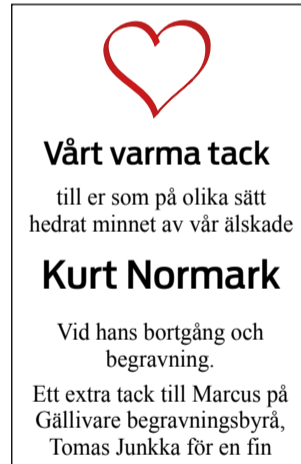 Vårt varma tack
till er som på olika sätt
hedrat minnet av vår älskade
Kurt Normark
Vid hans bortgång och
begravning.
Ett extra tack till Marcus på
Gällivare begravningsbyrå,
Tomas Junkka för en fin